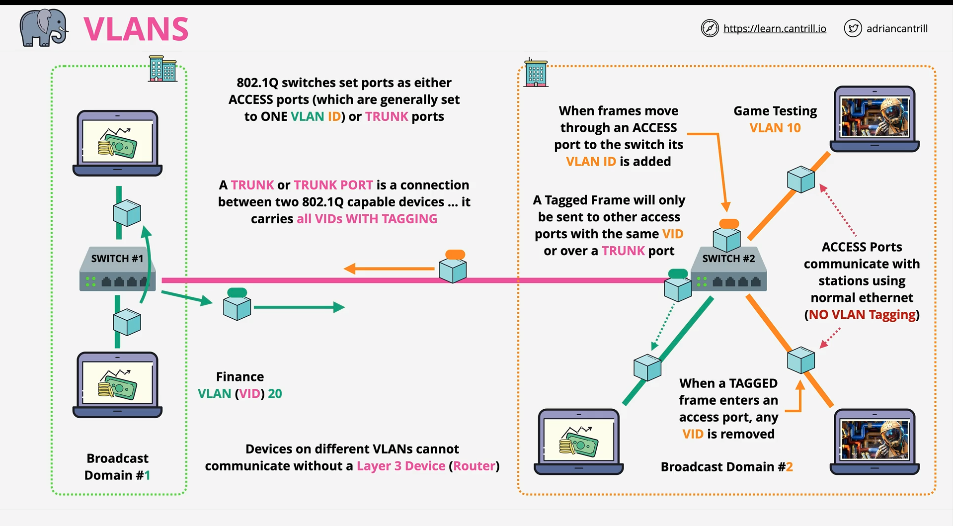 VLANS
https://learn.cantrill.io
adriancantrill
802.1Q switches set ports as either
ACCESS ports (which are generally set
to ONE VLAN ID) or TRUNK ports
A TRUNK or TRUNK PORT is a connection
between two 802.1Q capable devices ... it
carries all VIDs WITH TAGGING
When frames move
through an ACCESS
port to the switch its
VLAN ID is added
Game Testing
VLAN 10
A Tagged Frame will only
be sent to other access
ports with the same VID
or over a TRUNK port
SWITCH #1
SWITCH #2
ACCESS Ports
communicate with
stations using
normal ethernet
(NO VLAN Tagging)
Finance
VLAN (VID) 20
When a TAGGED
frame enters an
access port, any
VID is removed
Devices on different VLANs cannot
communicate without a Layer 3 Device (Router)
Broadcast
Domain #1
Broadcast Domain #2